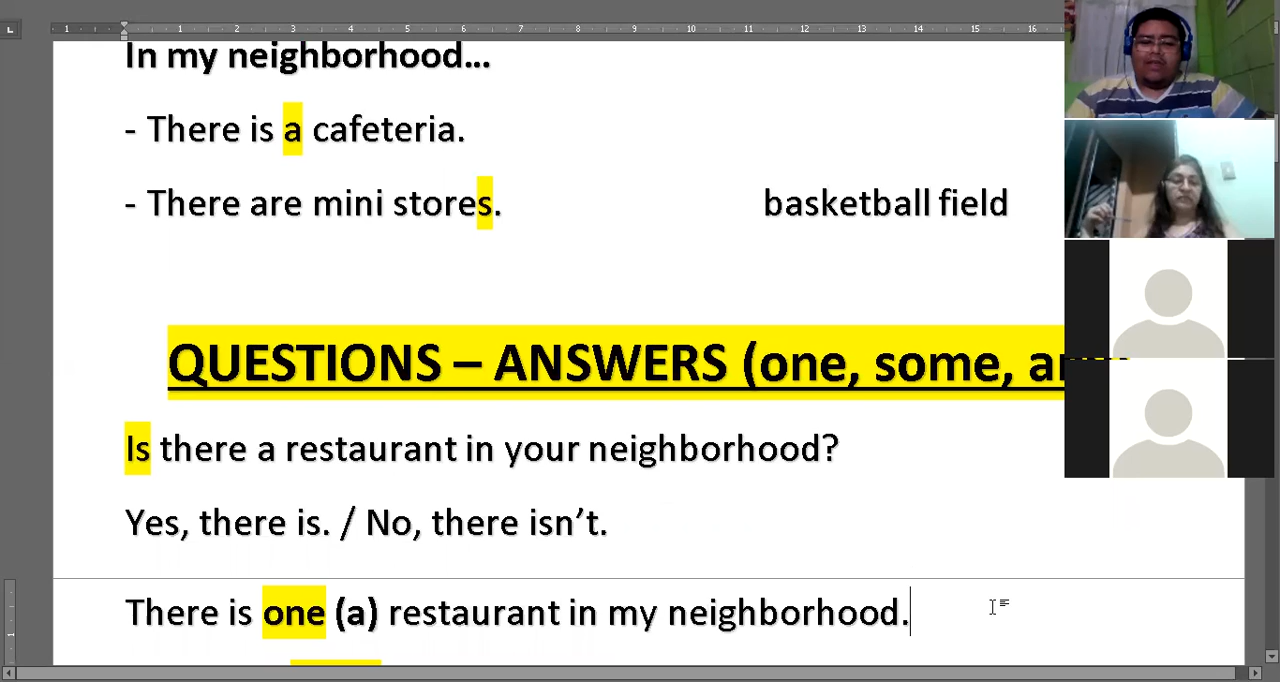 In my neighborhood...
- There is a cafeteria.
- There are mini stores.
basketball field
QUESTIONS – ANSWERS (one, some,
Is there a restaurant in your neighborhood?
Yes, there is. / No, there isn't.
There is one (a) restaurant in my neighborhood.